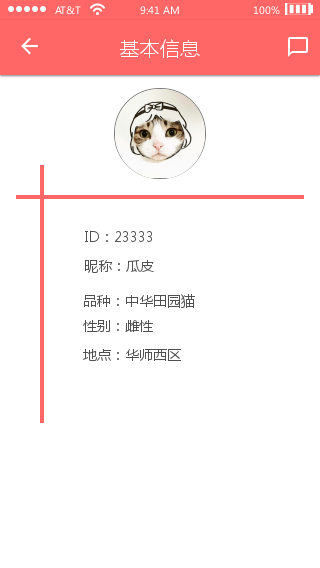 AT&T 9:41 AM 100%
基本信息
ID：23333
昵称：瓜皮
品种：中华田园猫
性别：雌性
地点：华师西区